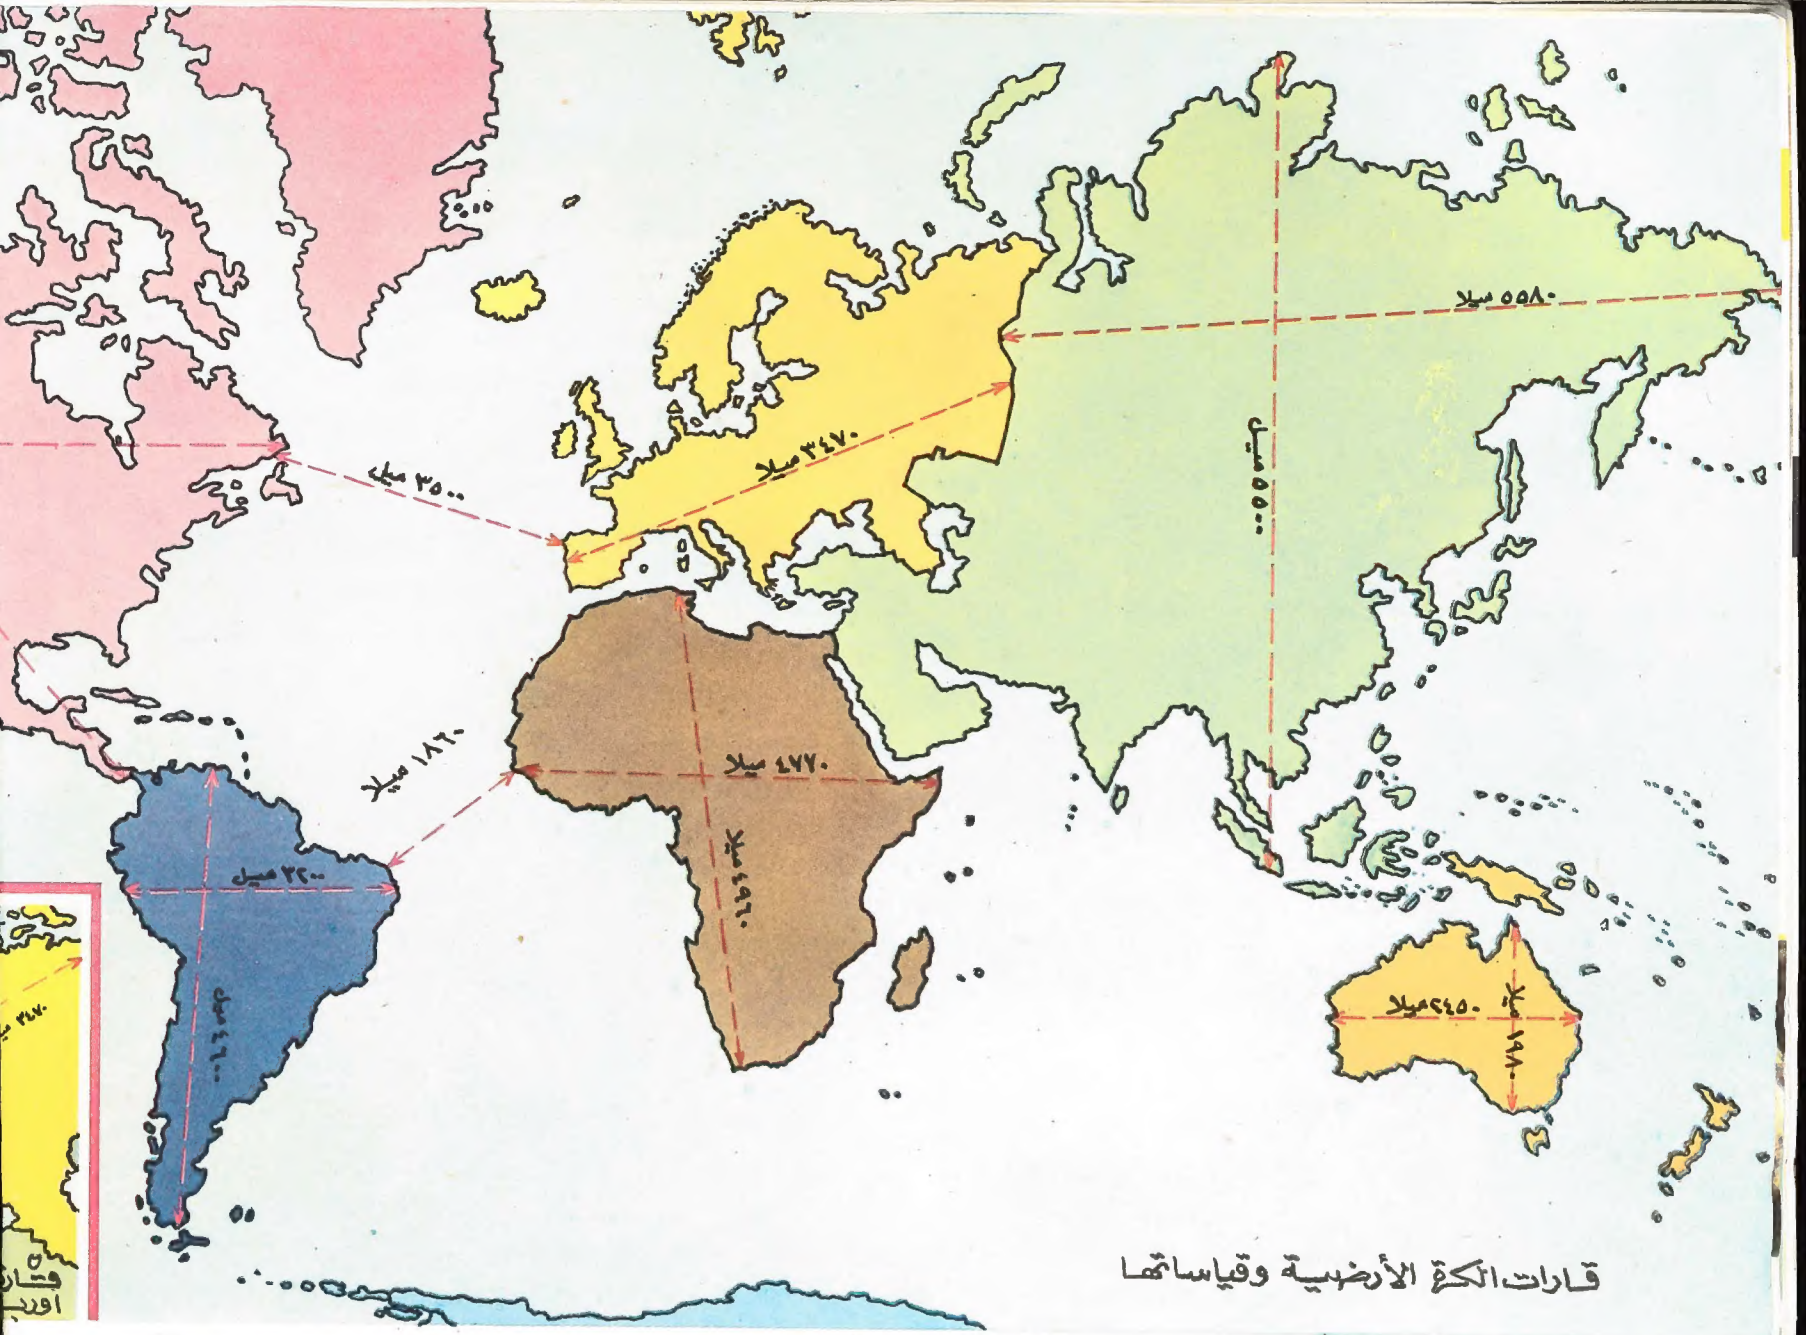 ٥٥٨٠ ميلا
٥٥٠٠ ميل
٣٤٧٠ ميلا
٣٥٠٠ ميل
١٨٦٠ ميلا
٤٧٧٠ ميلا
٤٩٦٠ ميلا
٣٢٠٠ ميل
٤٦٠٠ ميل
٢٤٥٠ ميلا
١٩٨٠ ميلا
٣٤٧٠
قارات الكرة الأرضية وقياساتها